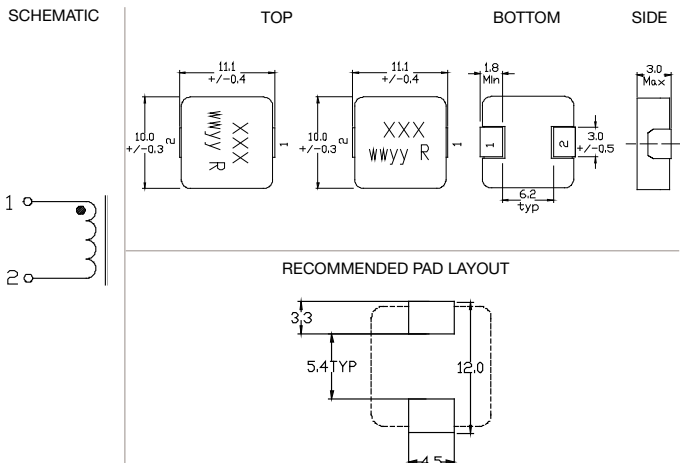 SCHEMATIC
TOP
BOTTOM
SIDE
11.1
+/-0.4
10.0
+/-0.3
2
XXX
wwyy R
1
11.1
+/-0.4
10.0
+/-0.3
2
XXX
wwyy R
1
1.8
MIn
1
2
3.0
+/-0.5
6.2
typ
3.0
Max
1
2
RECOMMENDED PAD LAYOUT
3.3
5.4TYP
12.0
4.5